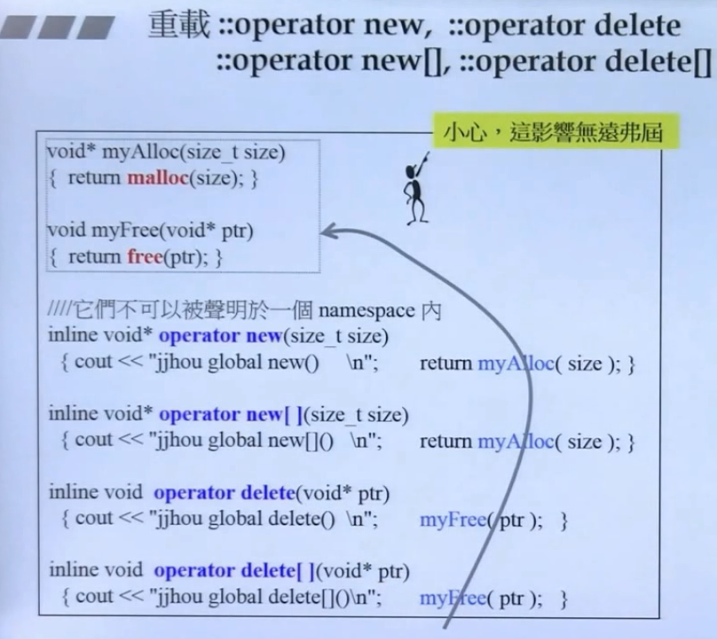 重載 ::operator new, ::operator delete
::operator new[], ::operator delete[]
小心，這影響無遠弗屆
void* myAlloc(size_t size)
{ return malloc(size); }
void myFree(void* ptr)
{ return free(ptr); }
////它們不可以被聲明於一個 namespace 內
inline void* operator new(size_t size)
{ cout << "jjhou global new() \n"; return myAlloc( size ); }
inline void* operator new[ ](size_t size)
{ cout << "jjhou global new[]() \n"; return myAlloc( size ); }
inline void operator delete(void* ptr)
{ cout << "jjhou global delete() \n"; myFree( ptr ); }
inline void operator delete[ ](void* ptr)
{ cout << "jjhou global delete[]()\n"; myFree( ptr ); }